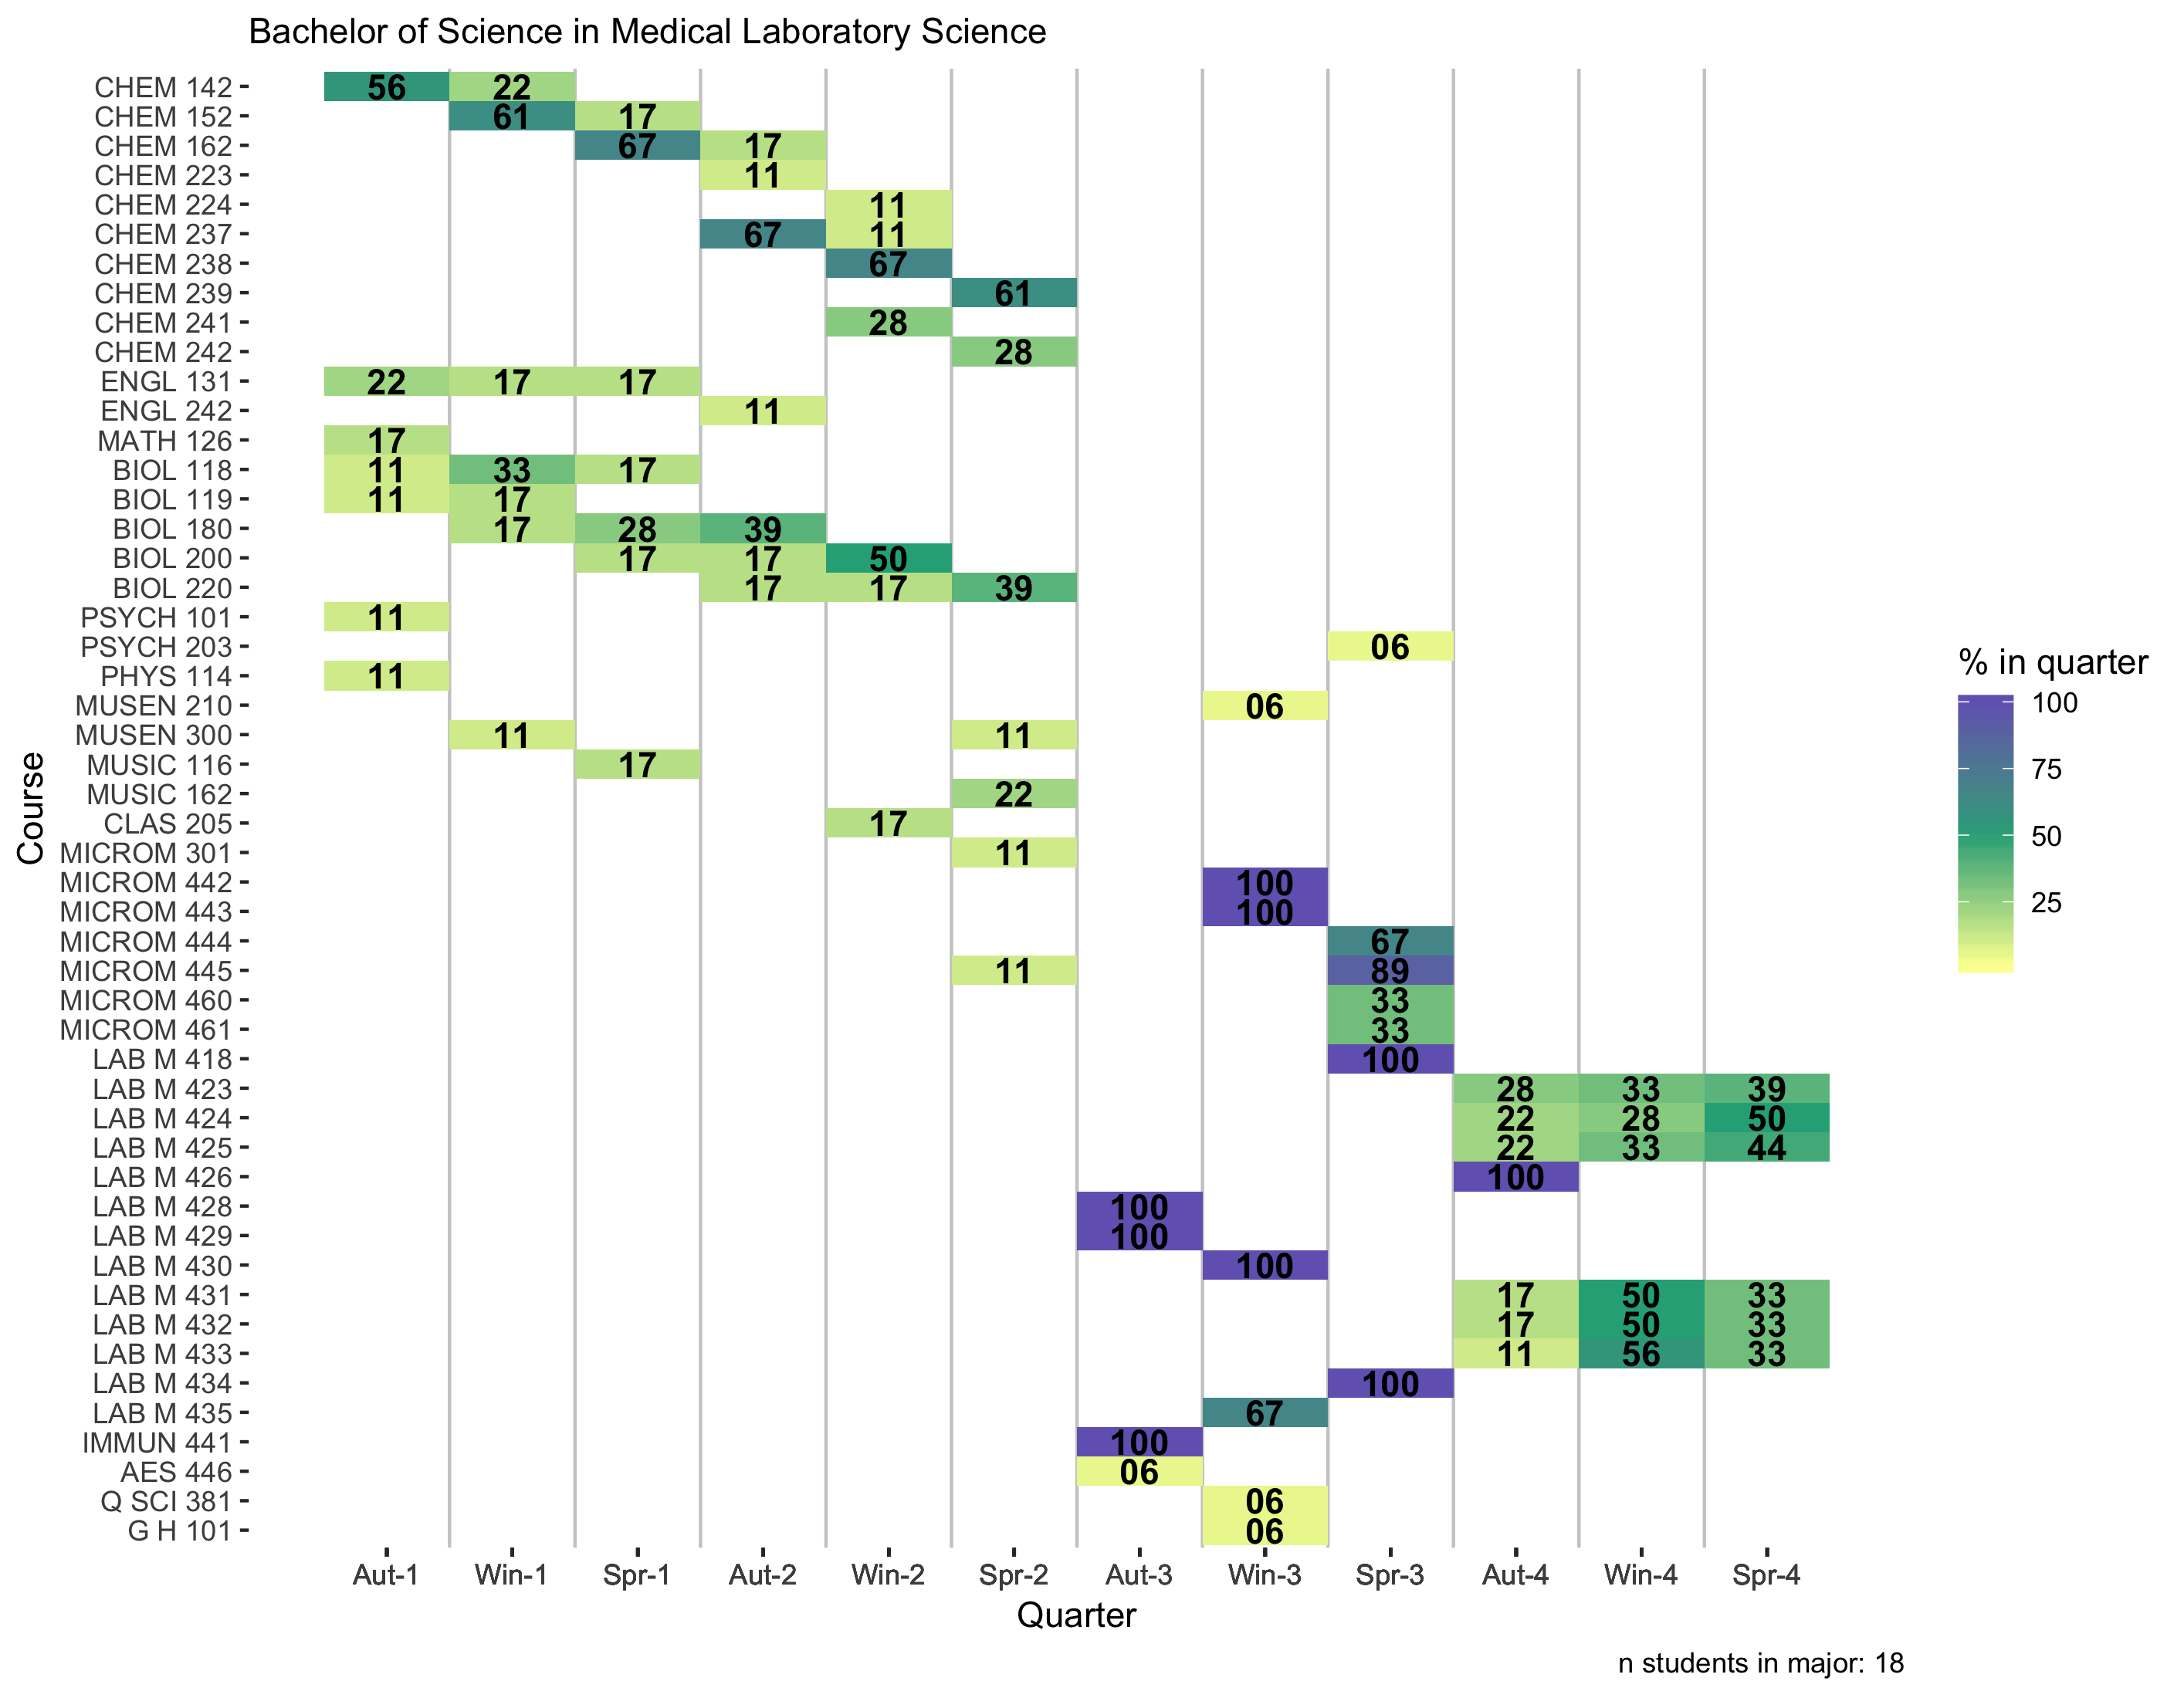 Bachelor of Science in Medical Laboratory Science
CHEM 142 56 22
CHEM 152 61 17
CHEM 162 67 17
CHEM 223 11
CHEM 224 11
CHEM 237 67 11
CHEM 238 67
CHEM 239 61
CHEM 241 28
CHEM 242 28
ENGL 131 22 17 17
ENGL 242 11
MATH 126 17
BIOL 118 11 33 17
BIOL 119 11 17
BIOL 180 17 28 39
BIOL 200 17 17 50
BIOL 220 17 17 39
PSYCH 101 11
PSYCH 203 06
PHYS 114 11
MUSEN 210 06
MUSEN 300 11 11
MUSIC 116 17
MUSIC 162 22
CLAS 205 17
MICROM 301 11
MICROM 442 100
MICROM 443 100
MICROM 444 67
MICROM 445 11 89
MICROM 460 33
MICROM 461 33
LAB M 418 100
LAB M 423 28 33 39
LAB M 424 22 28 50
LAB M 425 22 33 44
LAB M 426 100
LAB M 428 100
LAB M 429 100
LAB M 430 100
LAB M 431 17 50 33
LAB M 432 17 50 33
LAB M 433 11 56 33
LAB M 434 100
LAB M 435 67
IMMUN 441 100
AES 446 06
Q SCI 381 06
G H 101 06
Course
Aut-1 Win-1 Spr-1 Aut-2 Win-2 Spr-2 Aut-3 Win-3 Spr-3 Aut-4 Win-4 Spr-4
Quarter
% in quarter
100
75
50
25
n students in major: 18